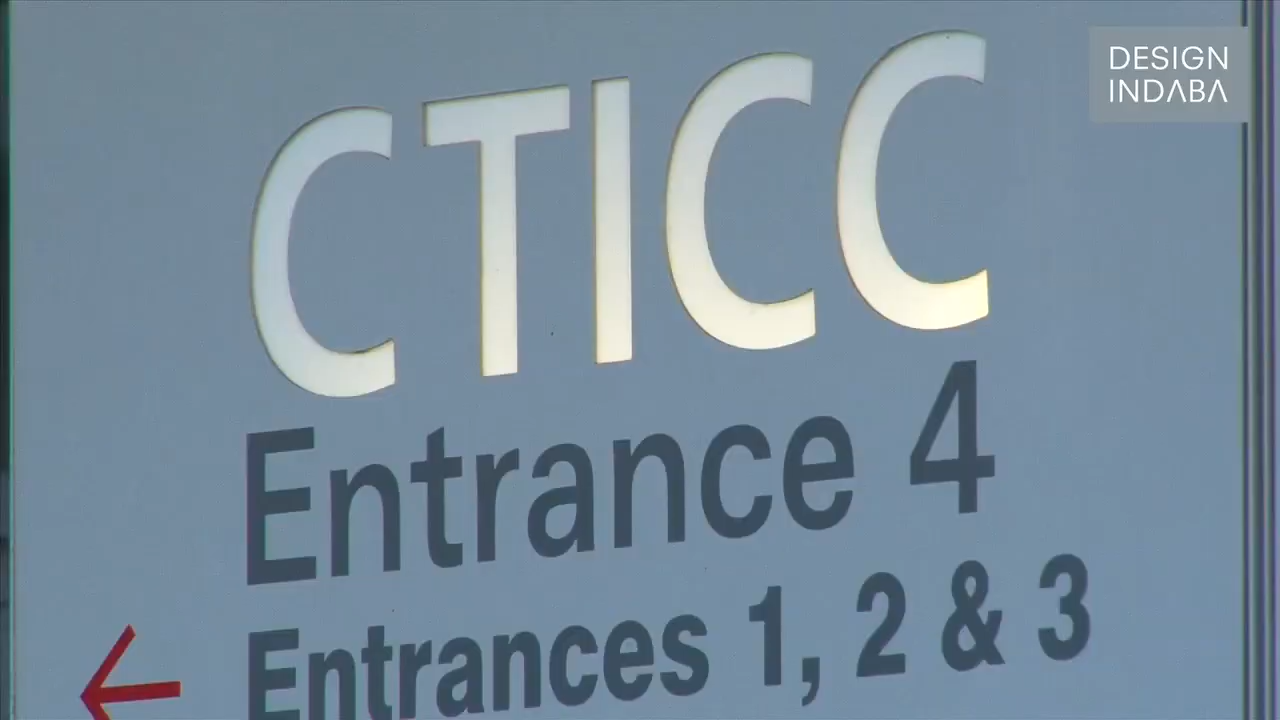 DESIGN
INDABA
CTICC
Entrance 4
Entrances 1, 2 & 3